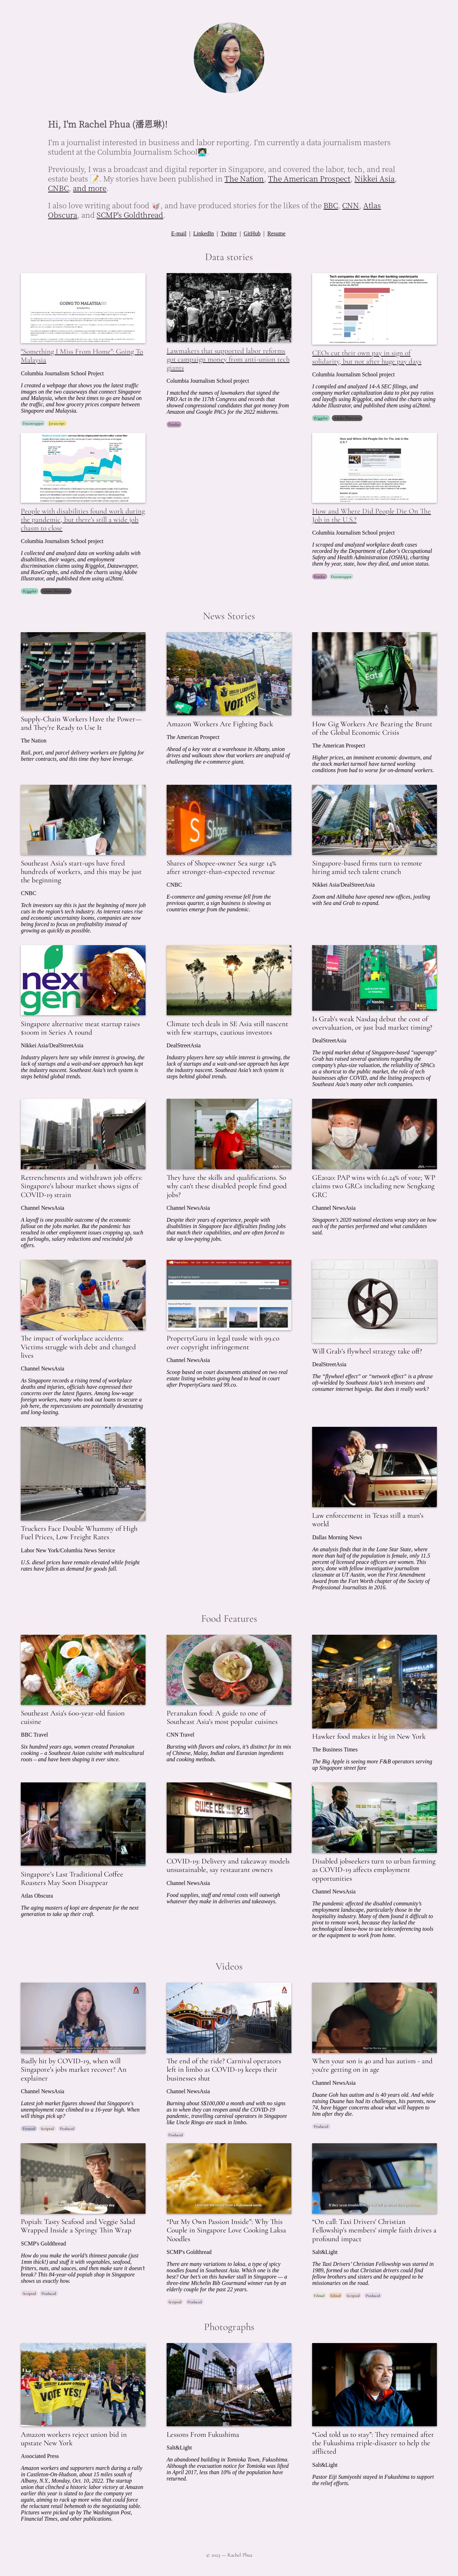 Hi, I'm Rachel Phua (潘恩琳)!
I'm a journalist interested in business and labor reporting. I'm currently a data journalism masters
student at the Columbia Journalism School
Previously, I was a broadcast and digital reporter in Singapore, and covered the labor, tech, and real
estate beats. My stories have been published in The Nation, The American Prospect, Nikkei Asia,
CNBC, and more.
I also love writing about food, and have produced stories for the likes of the BBC, CNN, Atlas
Obscura, and SCMP's Goldthread.
E-mail | LinkedIn | Twitter | GitHub | Resume
Data stories
GOING TO MALAYSIA
"Something I Miss From Home": Going To
Malaysia
Columbia Journalism School Project
I created a webpage that shows you the latest traffic
images on the two causeways that connect Singapore
and Malaysia, when the best times to go are based on
the traffic, and how gravity proxies compare between
Singapore and Malaysia.
Datawrapper Javascript
Lawmakers that supported labor reforms
got campaign money from anti-union tech
giants
Columbia Journalism School project
I matched the names of lawmakers that signed the
PRO Act in the 117th Congress and records that
showed congressional candidates who got money from
Amazon and Google PACs for the 2022 midterms.
Pandas
Tech companies did worse than their banking counterparts
CEOs cut their own pay in sign of
solidarity, but not after huge pay days
Columbia Journalism School project
I compiled and analyzed 14-A SEC filings, and
company market capitalization data to plot pay ratios
and layoffs using R/ggplot, and edited the charts using
Adobe Illustrator, and published them using ai2html.
R/ggplot
People with disabilities found work during
the pandemic, but there's still a wide job
chasm to close
Columbia Journalism School project
I collected and analyzed data on working adults with
disabilities, their wages, and employment
discrimination claims using R/ggplot, Datawrapper,
and RawGraphs, and edited the charts using Adobe
Illustrator, and published them using ai2html.
R/ggplot
How and Where Did People Die On The
Job in the U.S.?
Columbia Journalism School project
I scraped and analyzed workplace death cases
recorded by the Department of Labor's Occupational
Safety and Health Administration (OSHA), charting
them by year, state, how they died, and union status.
Pandas Datawrapper
News Stories
Supply-Chain Workers Have the Power—
and They're Ready to Use It
The Nation
Rail, port, and parcel delivery workers are fighting for
better contracts, and this time they have leverage.
VOTE YES!
Amazon Workers Are Fighting Back
The American Prospect
Ahead of a key vote at a warehouse in Albany, union
drives and walkouts show that workers are unafraid of
challenging the e-commerce giant.
Uber
Eats
How Gig Workers Are Bearing the Brunt
of the Global Economic Crisis
The American Prospect
Higher prices, an imminent economic downturn, and
the stock market turmoil have turned working
conditions from bad to worse for on-demand workers.
Southeast Asia's start-ups have fired
hundreds of workers, and this may be just
the beginning
CNBC
Tech investors say this is just the beginning of more job
cuts in the region's tech industry. As interest rates rise
and economic uncertainty looms, companies are now
being forced to focus on profitability instead of
growing as quickly as possible.
Shares of Shopee-owner Sea surge 14%
after stronger-than-expected revenue
CNBC
E-commerce and gaming revenue fell from the
previous quarter, a sign business is slowing as
countries emerge from the pandemic.
Singapore-based firms turn to remote
hiring amid tech talent crunch
Nikkei Asia/DealStreetAsia
Zoom and Alibaba have opened new offices, jostling
with Sea and Grab to expand.
next
gen
Singapore alternative meat startup raises
$100m in Series A round
Nikkei Asia/DealStreetAsia
Industry players here say while interest is growing, the
lack of startups and a wait-and-see approach has kept
the industry nascent. Southeast Asia's tech system is
steps behind global trends.
Climate tech deals in SE Asia still nascent
with few startups, cautious investors
DealStreetAsia
Industry players here say while interest is growing, the
lack of startups and a wait-and-see approach has kept
the industry nascent. Southeast Asia's tech system is
steps behind global trends.
Is Grab's weak Nasdaq debut the cost of
overvaluation, or just bad market timing?
DealStreetAsia
The tepid market debut of Singapore-based "superapp"
Grab has raised several questions regarding the
company's plus-size valuation, the reliability of SPACs
as a shortcut to the public market, the role of tech
businesses after COVID, and the listing prospects of
Southeast Asia's many other tech companies.
Retrenchments and withdrawn job offers:
Singapore's labour market shows signs of
COVID-19 strain
Channel NewsAsia
A layoff is one possible outcome of the economic
fallout on the jobs market. But the pandemic has
resulted in other employment issues cropping up, such
as furloughs, salary reductions and rescinded job
offers.
They have the skills and qualifications. So
why can't these disabled people find good
jobs?
Channel NewsAsia
Despite their years of experience, people with
disabilities in Singapore face difficulties finding jobs
that match their capabilities, and are often forced to
take up low-paying jobs.
GE2020: PAP wins with 61.24% of vote; WP
claims two GRCs including new Sengkang
GRC
Channel NewsAsia
Singapore's 2020 national elections wrap story on how
each of the parties performed and what candidates
said.
The impact of workplace accidents:
Victims struggle with debt and changed
lives
Channel NewsAsia
As Singapore records a rising trend of workplace
deaths and injuries, officials have expressed their
concerns over the latest figures. Among low-wage
foreign workers, many who took out loans to secure a
job here, the repercussions are potentially devastating
and long-lasting.
PropertyGuru in legal tussle with 99.co
over copyright infringement
Channel NewsAsia
Scoop based on court documents attained on two real
estate listing websites going head to head in court
after PropertyGuru sued 99.co.
Will Grab's flywheel strategy take off?
DealStreetAsia
The "flywheel effect" or "network effect" is a phrase
oft-wielded by Southeast Asia's tech investors and
consumer internet bigwigs. But does it really work?
Truckers Face Double Whammy of High
Fuel Prices, Low Freight Rates
Labor New York/Columbia News Service
U.S. diesel prices have remain elevated while freight
rates have fallen as demand for goods fall.
SHERIFF
Law enforcement in Texas still a man's
world
Dallas Morning News
An analysis finds that in the Lone Star State, where
more than half of the population is female, only 11.5
percent of licensed peace officers are women. This
story, done with fellow investigative journalism
classmate at UT Austin, won the First Amendment
Award from the Fort Worth chapter of the Society of
Professional Journalists in 2016.
Food Features
Southeast Asia's 600-year-old fusion
cuisine
BBC Travel
Six hundred years ago, women created Peranakan
cooking – a Southeast Asian cuisine with multicultural
roots – and have been shaping it ever since.
Peranakan food: A guide to one of
Southeast Asia's most popular cuisines
CNN Travel
Bursting with flavors and colors, it's distinct for its mix
of Chinese, Malay, Indian and Eurasian ingredients
and cooking methods.
Hawker food makes it big in New York
The Business Times
The Big Apple is seeing more F&B operators serving
up Singapore street fare
Singapore's Last Traditional Coffee
Roasters May Soon Disappear
Atlas Obscura
The aging masters of kopi are desperate for the next
generation to take up their craft.
COVID-19: Delivery and takeaway models
unsustainable, say restaurant owners
Channel NewsAsia
Food supplies, staff and rental costs will outweigh
whatever they make in deliveries and takeaways.
Disabled jobseekers turn to urban farming
as COVID-19 affects employment
opportunities
Channel NewsAsia
The pandemic affected the disabled community's
employment landscape, particularly those in the
hospitality industry. Many of them found it difficult to
pivot to remote work, because they lacked the
technological know-how to use teleconferencing tools
or the equipment to work from home.
Videos
Badly hit by COVID-19, when will
Singapore's jobs market recover? An
explainer
Channel NewsAsia
Latest job market figures showed that Singapore's
unemployment rate climbed to a 16-year high. When
will things pick up?
Scripted Produced
The end of the ride? Carnival operators
left in limbo as COVID-19 keeps their
businesses shut
Channel NewsAsia
Burning about S$100,000 a month and with no signs
as to when they can reopen amid the COVID-19
pandemic, travelling carnival operators in Singapore
like Uncle Ringo are stuck in limbo.
Produced
When your son is 40 and has autism - and
you're getting on in age
Channel NewsAsia
Duane Goh has autism and is 40 years old. And while
raising Duane has had its challenges, his parents, now
74, have bigger concerns about what will happen to
him after they die.
Produced
Popiah: Tasty Seafood and Veggie Salad
Wrapped Inside a Springy Thin Wrap
SCMP's Goldthread
How do you make the world's thinnest pancake (just
1mm thick) and stuff it with vegetables, seafood,
fritters, nuts, and sauces, and then make sure it doesn't
break? This 84-year-old popiah shop in Singapore
shows us exactly how.
Scripted Produced
"Put My Own Passion Inside": Why This
Couple in Singapore Love Cooking Laksa
Noodles
SCMP's Goldthread
There are many variations to laksa, a type of spicy
noodles found in Southeast Asia. Which one is the
best? Our bet's on this hawker stall in Singapore — a
three-time Michelin Bib Gourmand winner run by an
elderly couple for the past 22 years.
Scripted Produced
"On call: Taxi Drivers' Christian
Fellowship's members' simple faith drives a
profound impact
Salt&Light
The Taxi Drivers' Christian Fellowship was started in
1989, formed so that Christian drivers could find
fellow brothers and sisters and be equipped to be
missionaries on the road.
Filmed Edited Scripted Produced
Photographs
VOTE YES!
Amazon workers reject union bid in
upstate New York
Associated Press
Amazon workers and supporters march during a rally
in Castleton-On-Hudson, about 15 miles south of
Albany, N.Y., Monday, Oct. 10, 2022. The startup
union that clinched a historic labor victory at Amazon
earlier this year is slated to face the company yet
again, aiming to rack up more wins that could force
the reluctant retail behemoth to the negotiating table.
Pictures were picked up by The Washington Post,
Financial Times, and other publications.
Lessons From Fukushima
Salt&Light
An abandoned building in Tomioka Town, Fukushima.
Although the evacuation notice for Tomioka was lifted
in April 2017, less than 10% of the population have
returned.
"God told us to stay": They remained after
the Fukushima triple-disaster to help the
afflicted
Salt&Light
Pastor Eiji Sumiyoshi stayed in Fukushima to support
the relief efforts.
© 2023 — Rachel Phua